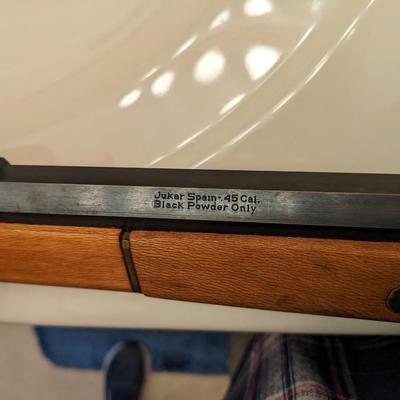 Jukar Spain-.45 Cal.
Black Powder Only